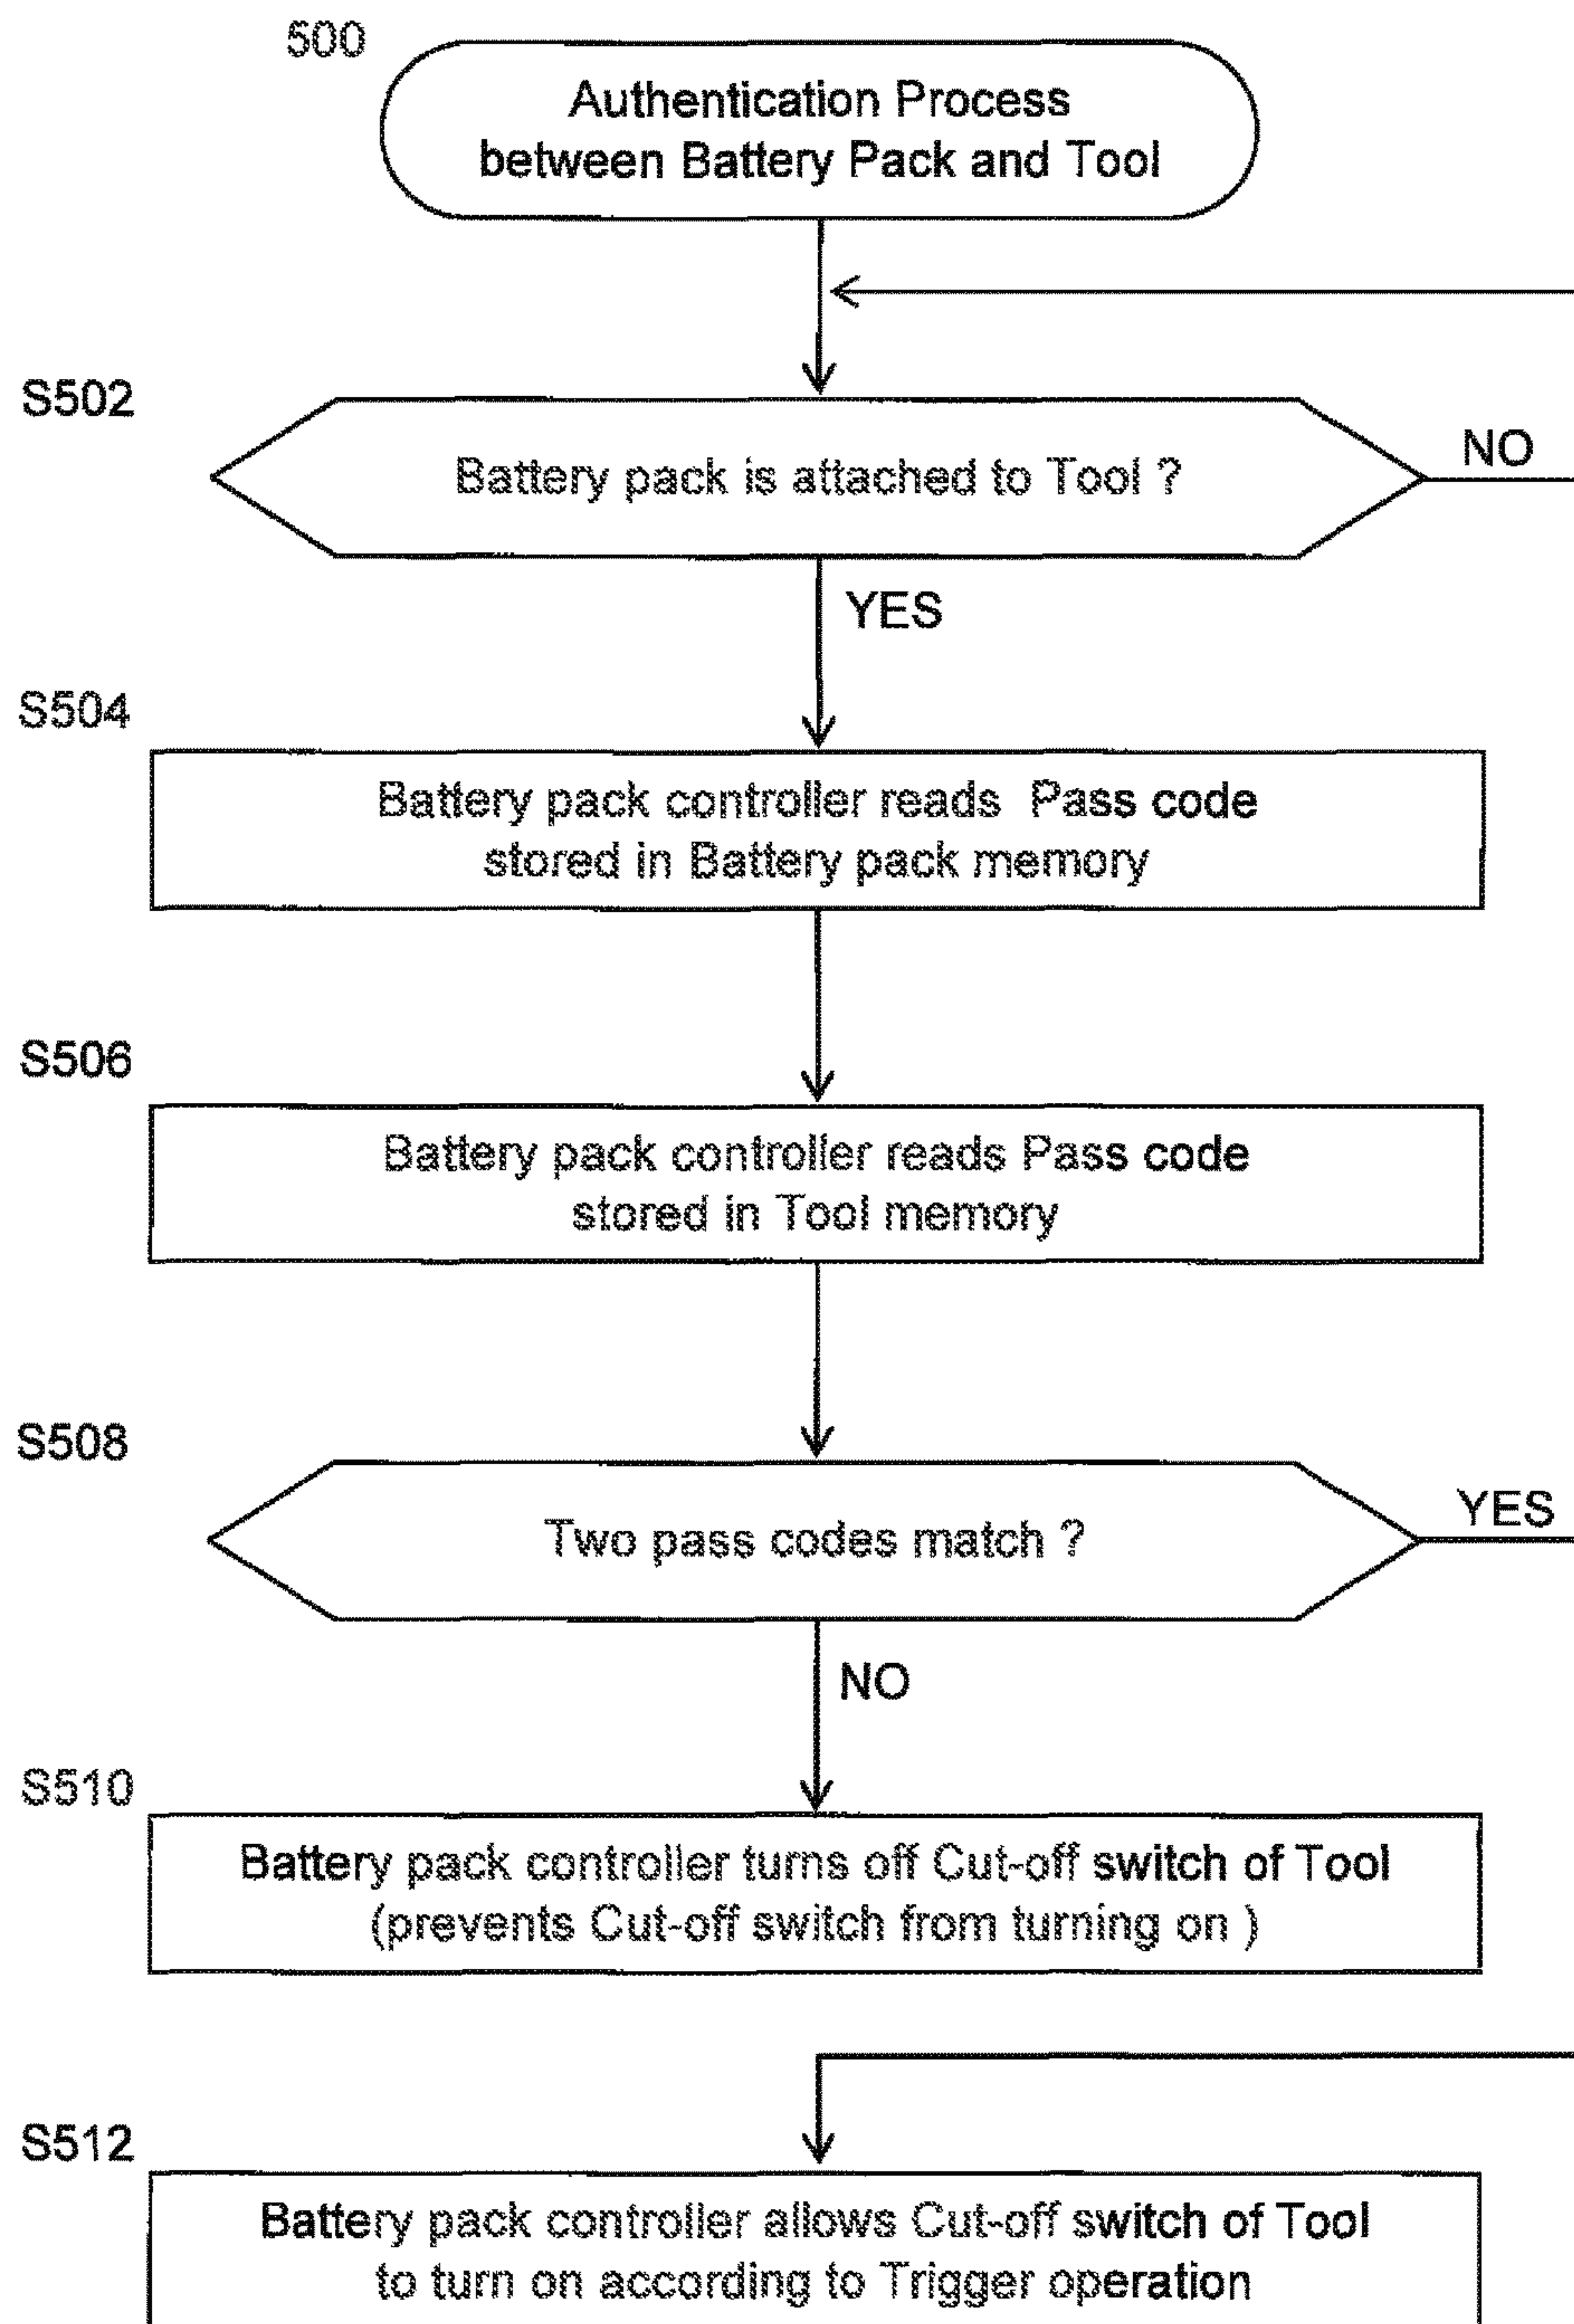 500
Authentication Process
between Battery Pack and Tool
S502
Battery pack is attached to Tool ?
NO
YES
S504
Battery pack controller reads Pass code
stored in Battery pack memory
S506
Battery pack controller reads Pass code
stored in Tool memory
S508
Two pass codes match ?
YES
NO
S510
Battery pack controller turns off Cut-off switch of Tool
(prevents Cut-off switch from turning on )
S512
Battery pack controller allows Cut-off switch of Tool
to turn on according to Trigger operation